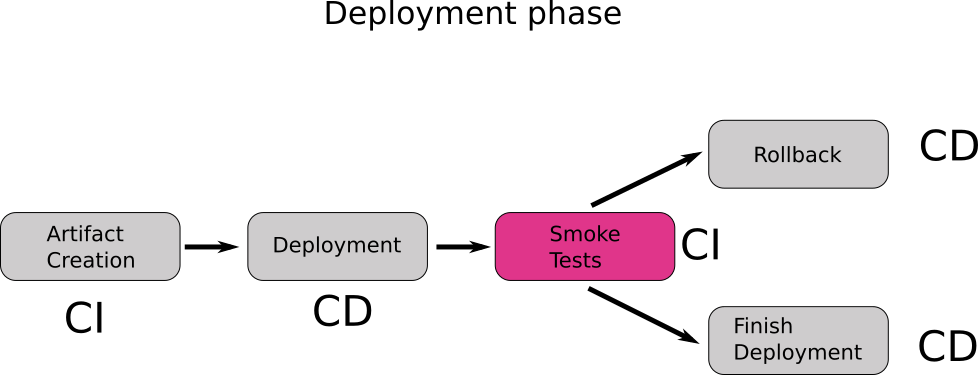 Deployment phase
Rollback
CD
Artifact
Creation
CI
Deployment
CD
Smoke
Tests
CI
Finish
Deployment
CD